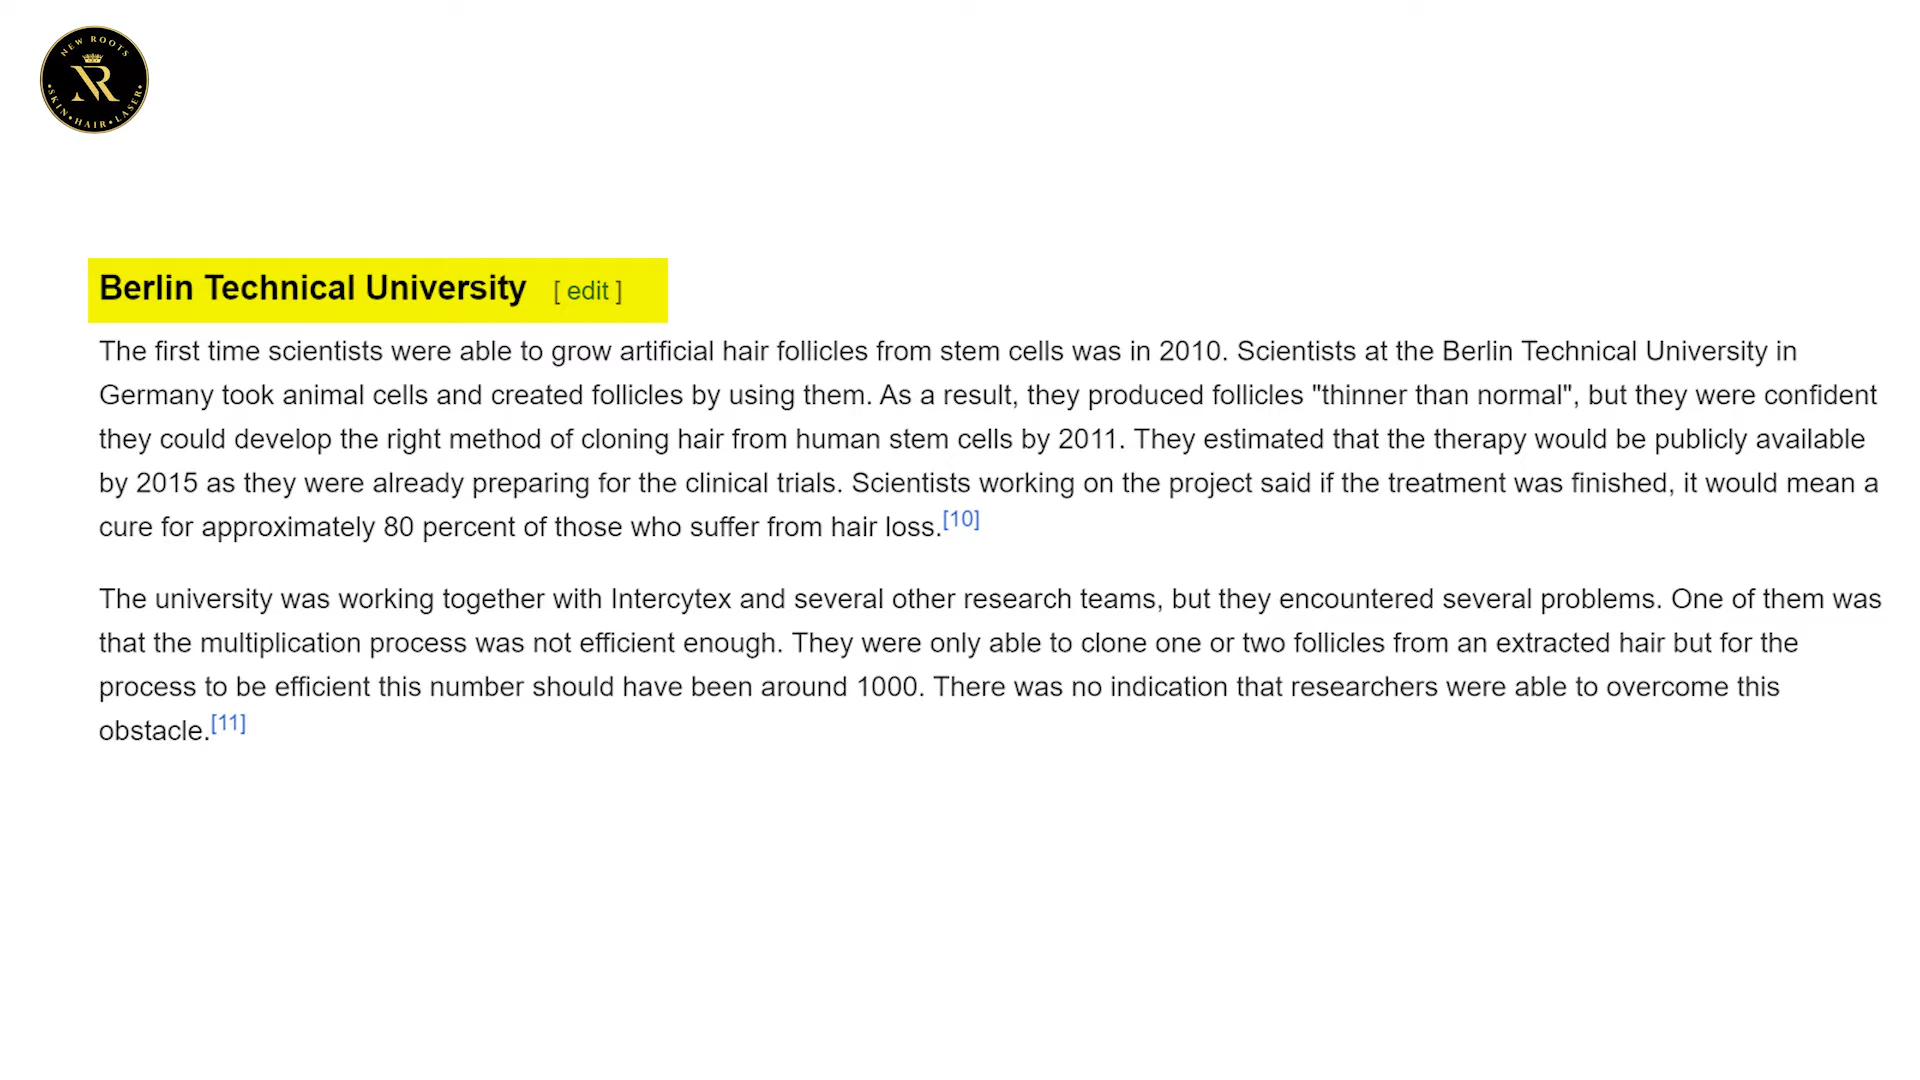 NEW ROOTS
NR
• SKIN • HAIR • LASER •
Berlin Technical University [ edit ]
The first time scientists were able to grow artificial hair follicles from stem cells was in 2010. Scientists at the Berlin Technical University in
Germany took animal cells and created follicles by using them. As a result, they produced follicles "thinner than normal", but they were confident
they could develop the right method of cloning hair from human stem cells by 2011. They estimated that the therapy would be publicly available
by 2015 as they were already preparing for the clinical trials. Scientists working on the project said if the treatment was finished, it would mean a
cure for approximately 80 percent of those who suffer from hair loss.[10]
The university was working together with Intercytex and several other research teams, but they encountered several problems. One of them was
that the multiplication process was not efficient enough. They were only able to clone one or two follicles from an extracted hair but for the
process to be efficient this number should have been around 1000. There was no indication that researchers were able to overcome this
obstacle.[11]